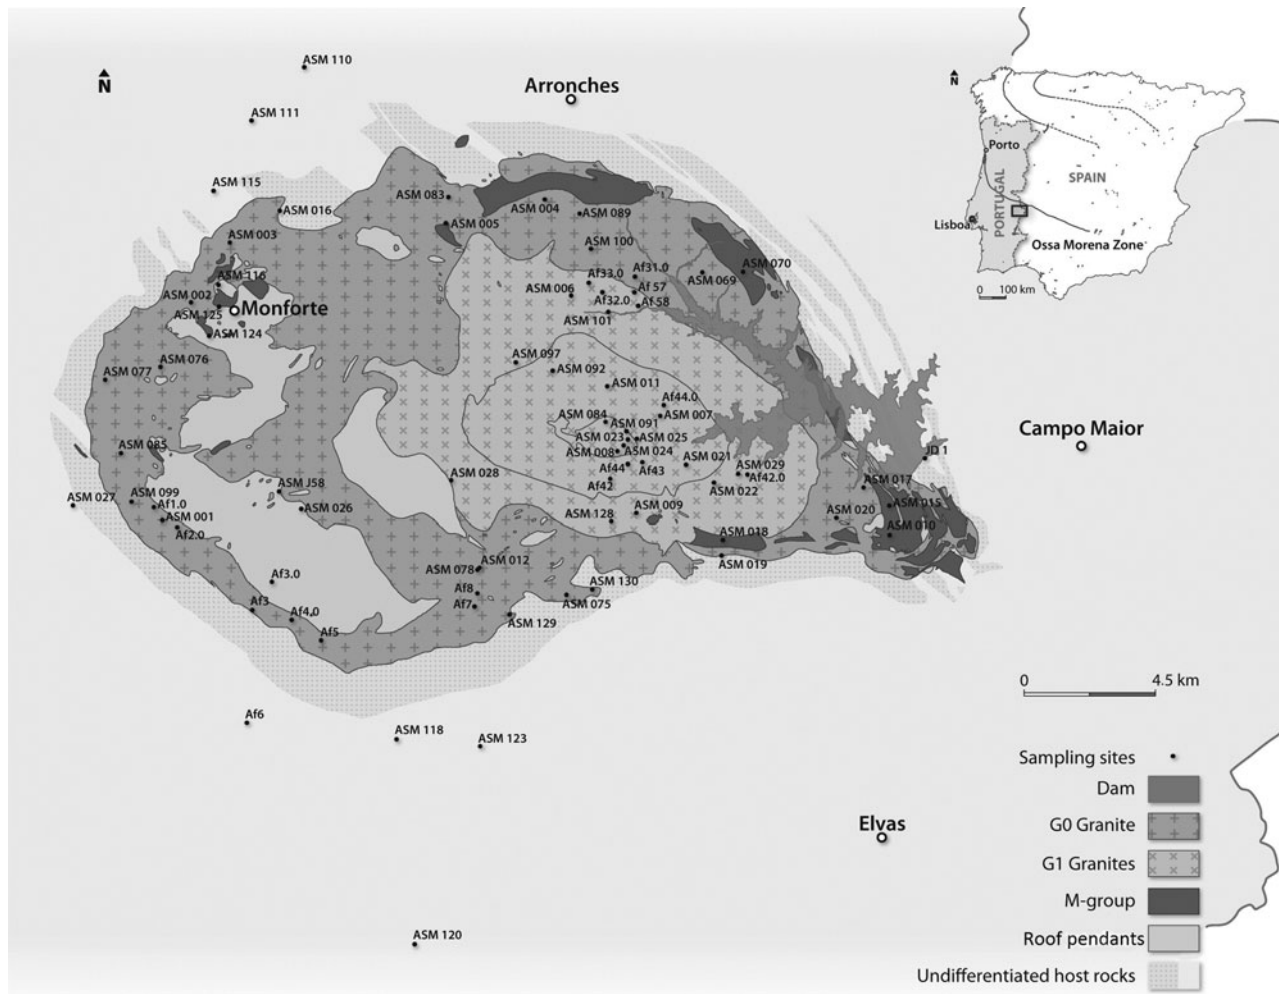 ASM 110
N
Arronches
N
ASM 111
Porto
ASM 115
SPAIN
PORTUGAL
ASM 083
ASM 016
ASM 004
ASM 089
Lisboa
ASM 005
ASM 003
Ossa Morena Zone
ASM 100
ASM 070
Af31.0
Af33.0
ASM 116
ASM 069
Af 57
ASM 006
0 100 km
ASM 002
Af32.0
Af 58
Monforte
ASM 125
ASM 101
ASM 124
ASM 076
ASM 097
ASM 077
ASM 092
ASM 011
Af44.0
ASM 084
ASM 007
ASM 091
Campo Maior
ASM 023
ASM 025
ASM 085
ASM 008
ASM 024
JD 1
ASM 021
Af44
Af43
ASM 029
ASM 028
Af42.0
ASM 017
Af42
ASM 022
ASM J58
ASM 027
ASM 099
Af1.0
ASM 026
ASM 015
ASM 009
ASM 020
ASM 001
ASM 128
ASM 010
Af2.0
ASM 018
ASM 012
ASM 019
ASM 078
Af3.0
ASM 130
Af8
Af3
Af7
ASM 075
Af4.0
ASM 129
Af5
0 4.5 km
Af6
ASM 118
ASM 123
Sampling sites
Dam
Elvas
G0 Granite
G1 Granites
M-group
ASM 120
Roof pendants
Undifferentiated host rocks